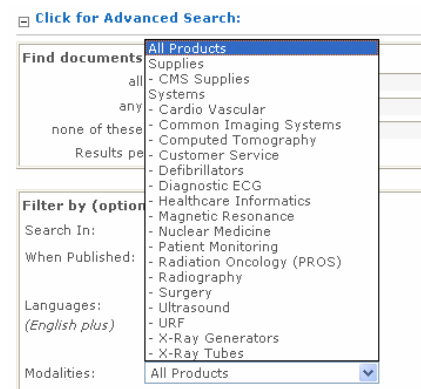 Click for Advanced Search:
Find documents
all
any
none of these
Results pe
All Products
Supplies
- CMS Supplies
Systems
- Cardio Vascular
- Common Imaging Systems
- Computed Tomography
- Customer Service
- Defibrillators
- Diagnostic ECG
- Healthcare Informatics
- Magnetic Resonance
- Nuclear Medicine
- Patient Monitoring
- Radiation Oncology (PROS)
- Radiography
- Surgery
- Ultrasound
- URF
- X-Ray Generators
- X-Ray Tubes
Filter by (option
Search In:
When Published:
Languages:
(English plus)
Modalities: All Products